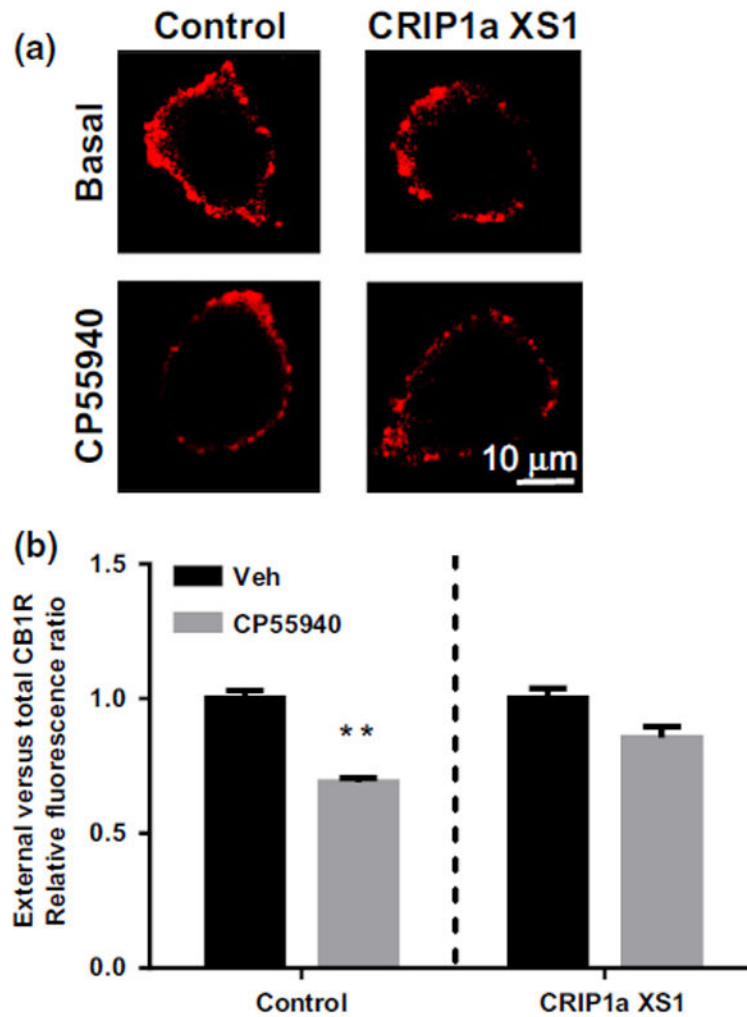 Control
CRIP1a XS1
(a)
Basal
CP55940
10 μm
(b)
External versus total CB1R
Relative fluorescence ratio
1.5
1.0
0.5
0.0
Veh
CP55940
**
Control
CRIP1a XS1